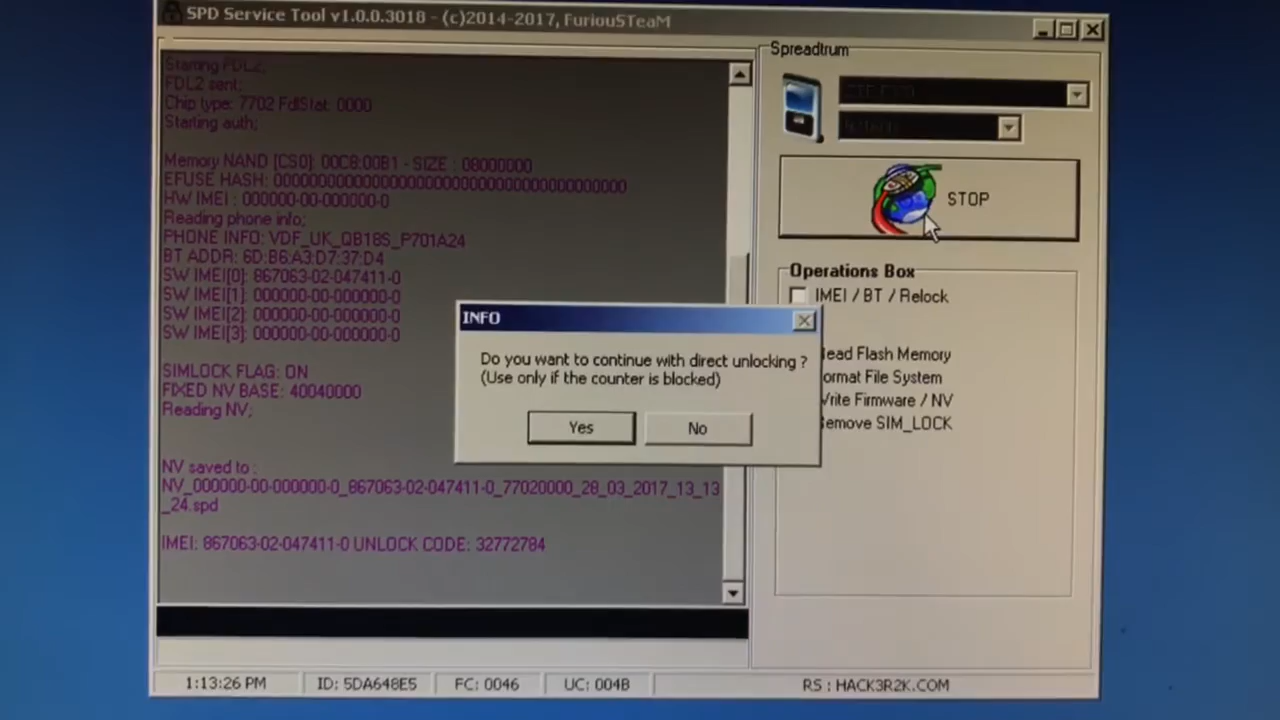 SPD Service Tool v1.0.0.3018 - (c)2014-2017, FuriouSTeaM
Starting FDL2;
FDL2 sent;
Chip type: 7702 FdlStat: 0000
Starting auth;
Memory NAND [CS0]: 00C8:00B1 - SIZE : 08000000
EFUSE HASH: 0000000000000000000000000000000000000000
HW IMEI : 000000-00-000000-0
Reading phone info;
PHONE INFO: VDF_UK_QB18S_P701A24
BT ADDR: 6D:B6:A3:D7:37:D4
SW IMEI[0]: 867063-02-047411-0
SW IMEI[1]: 000000-00-000000-0
SW IMEI[2]: 000000-00-000000-0
SW IMEI[3]: 000000-00-000000-0
SIMLOCK FLAG: ON
FIXED NV BASE: 40040000
Reading NV;
NV saved to :
NV_000000-00-000000-0_867063-02-047411-0_77020000_28_03_2017_13_13
_24.spd
IMEI: 867063-02-047411-0 UNLOCK CODE: 32772784
Spreadtrum
STOP
Operations Box
IMEI / BT / Relock
ead Flash Memory
ormat File System
rite Firmware / NV
emove SIM_LOCK
INFO
Do you want to continue with direct unlocking ?
(Use only if the counter is blocked)
Yes
No
1:13:26 PM
ID: 5DA648E5
FC: 0046
UC: 004B
RS : HACK3R2K.COM